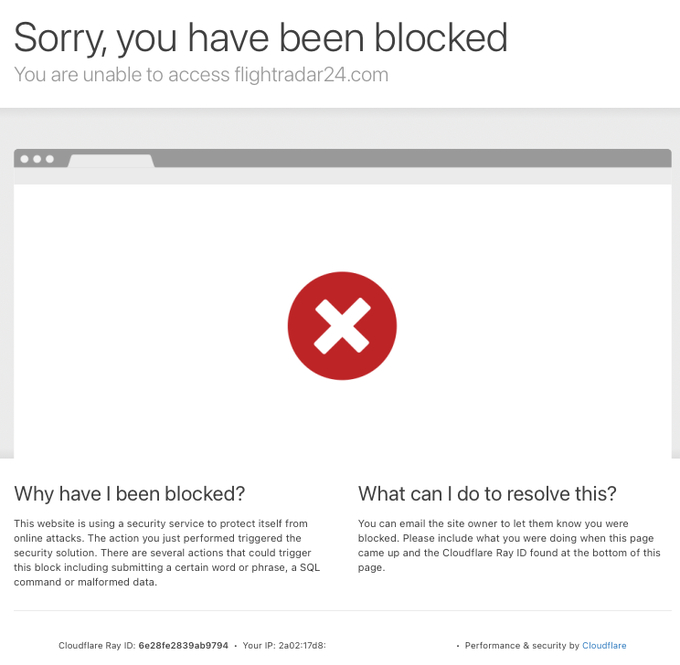 Sorry, you have been blocked
You are unable to access flightradar24.com
Why have I been blocked?
This website is using a security service to protect itself from
online attacks. The action you just performed triggered the
security solution. There are several actions that could trigger
this block including submitting a certain word or phrase, a SQL
command or malformed data.
What can I do to resolve this?
You can email the site owner to let them know you were
blocked. Please include what you were doing when this page
came up and the Cloudflare Ray ID found at the bottom of this
page.
Cloudflare Ray ID: 6e28fe2839ab9794 • Your IP: 2a02:17d8: • Performance & security by Cloudflare